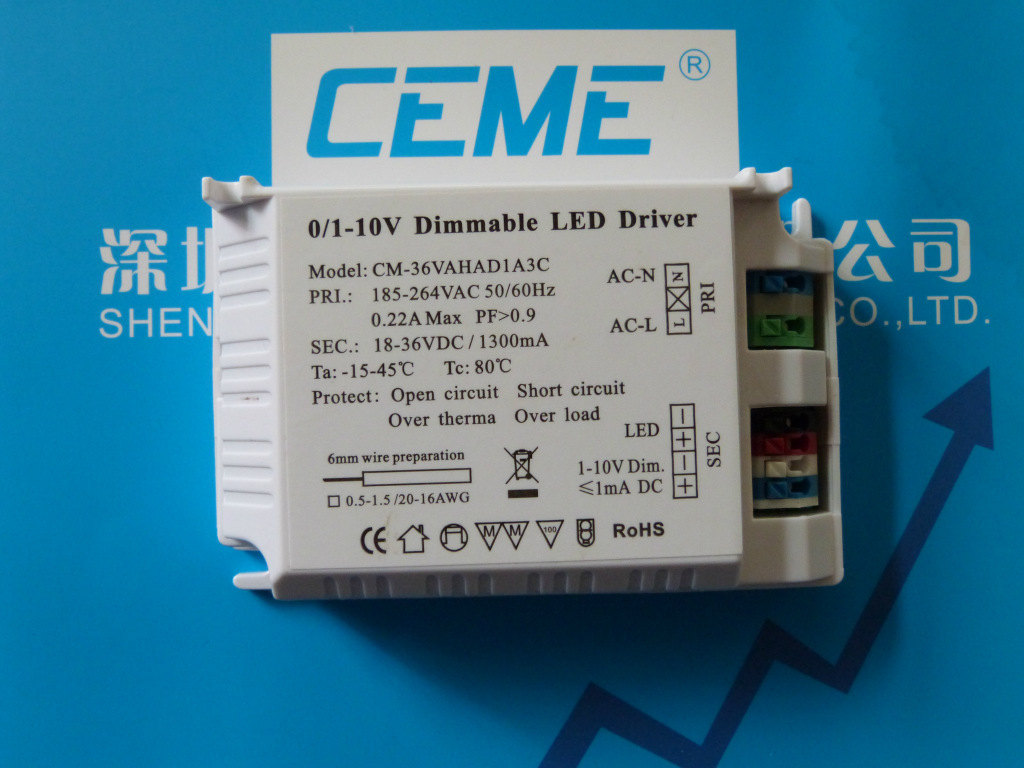 CEME®
深圳 公司
SHEN CO.,LTD.
0/1-10V Dimmable LED Driver
Model: CM-36VAHAD1A3C
PRI.: 185-264VAC 50/60Hz
0.22A Max PF>0.9
SEC.: 18-36VDC / 1300mA
Ta: -15-45℃ Tc: 80℃
Protect: Open circuit Short circuit
Over therma Over load
6mm wire preparation
0.5-1.5 /20-16AWG
AC-N N
AC-L L
PRI
LED - +
1-10V Dim. -
≤1mA DC +
SEC
CE M M 100 RoHS